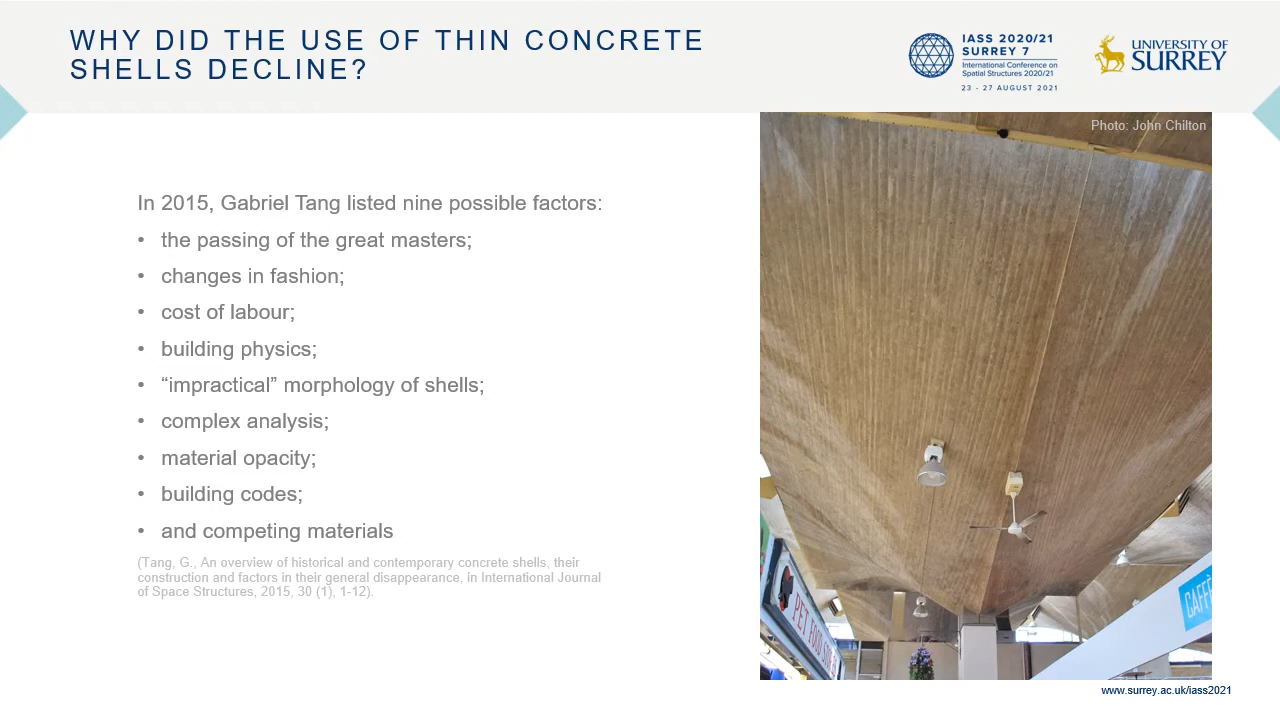 WHY DID THE USE OF THIN CONCRETE
SHELLS DECLINE?
IASS 2020/21
SURREY 7
International Conference on
Spatial Structures 2020/21
23 - 27 AUGUST 2021
UNIVERSITY OF
SURREY
Photo: John Chilton
In 2015, Gabriel Tang listed nine possible factors:
• the passing of the great masters;
• changes in fashion;
• cost of labour;
• building physics;
• “impractical” morphology of shells;
• complex analysis;
• material opacity;
• building codes;
• and competing materials
(Tang, G., An overview of historical and contemporary concrete shells, their
construction and factors in their general disappearance, in International Journal
of Space Structures, 2015, 30 (1), 1-12).
PET FOOD
CAFFÈ
www.surrey.ac.uk/iass2021